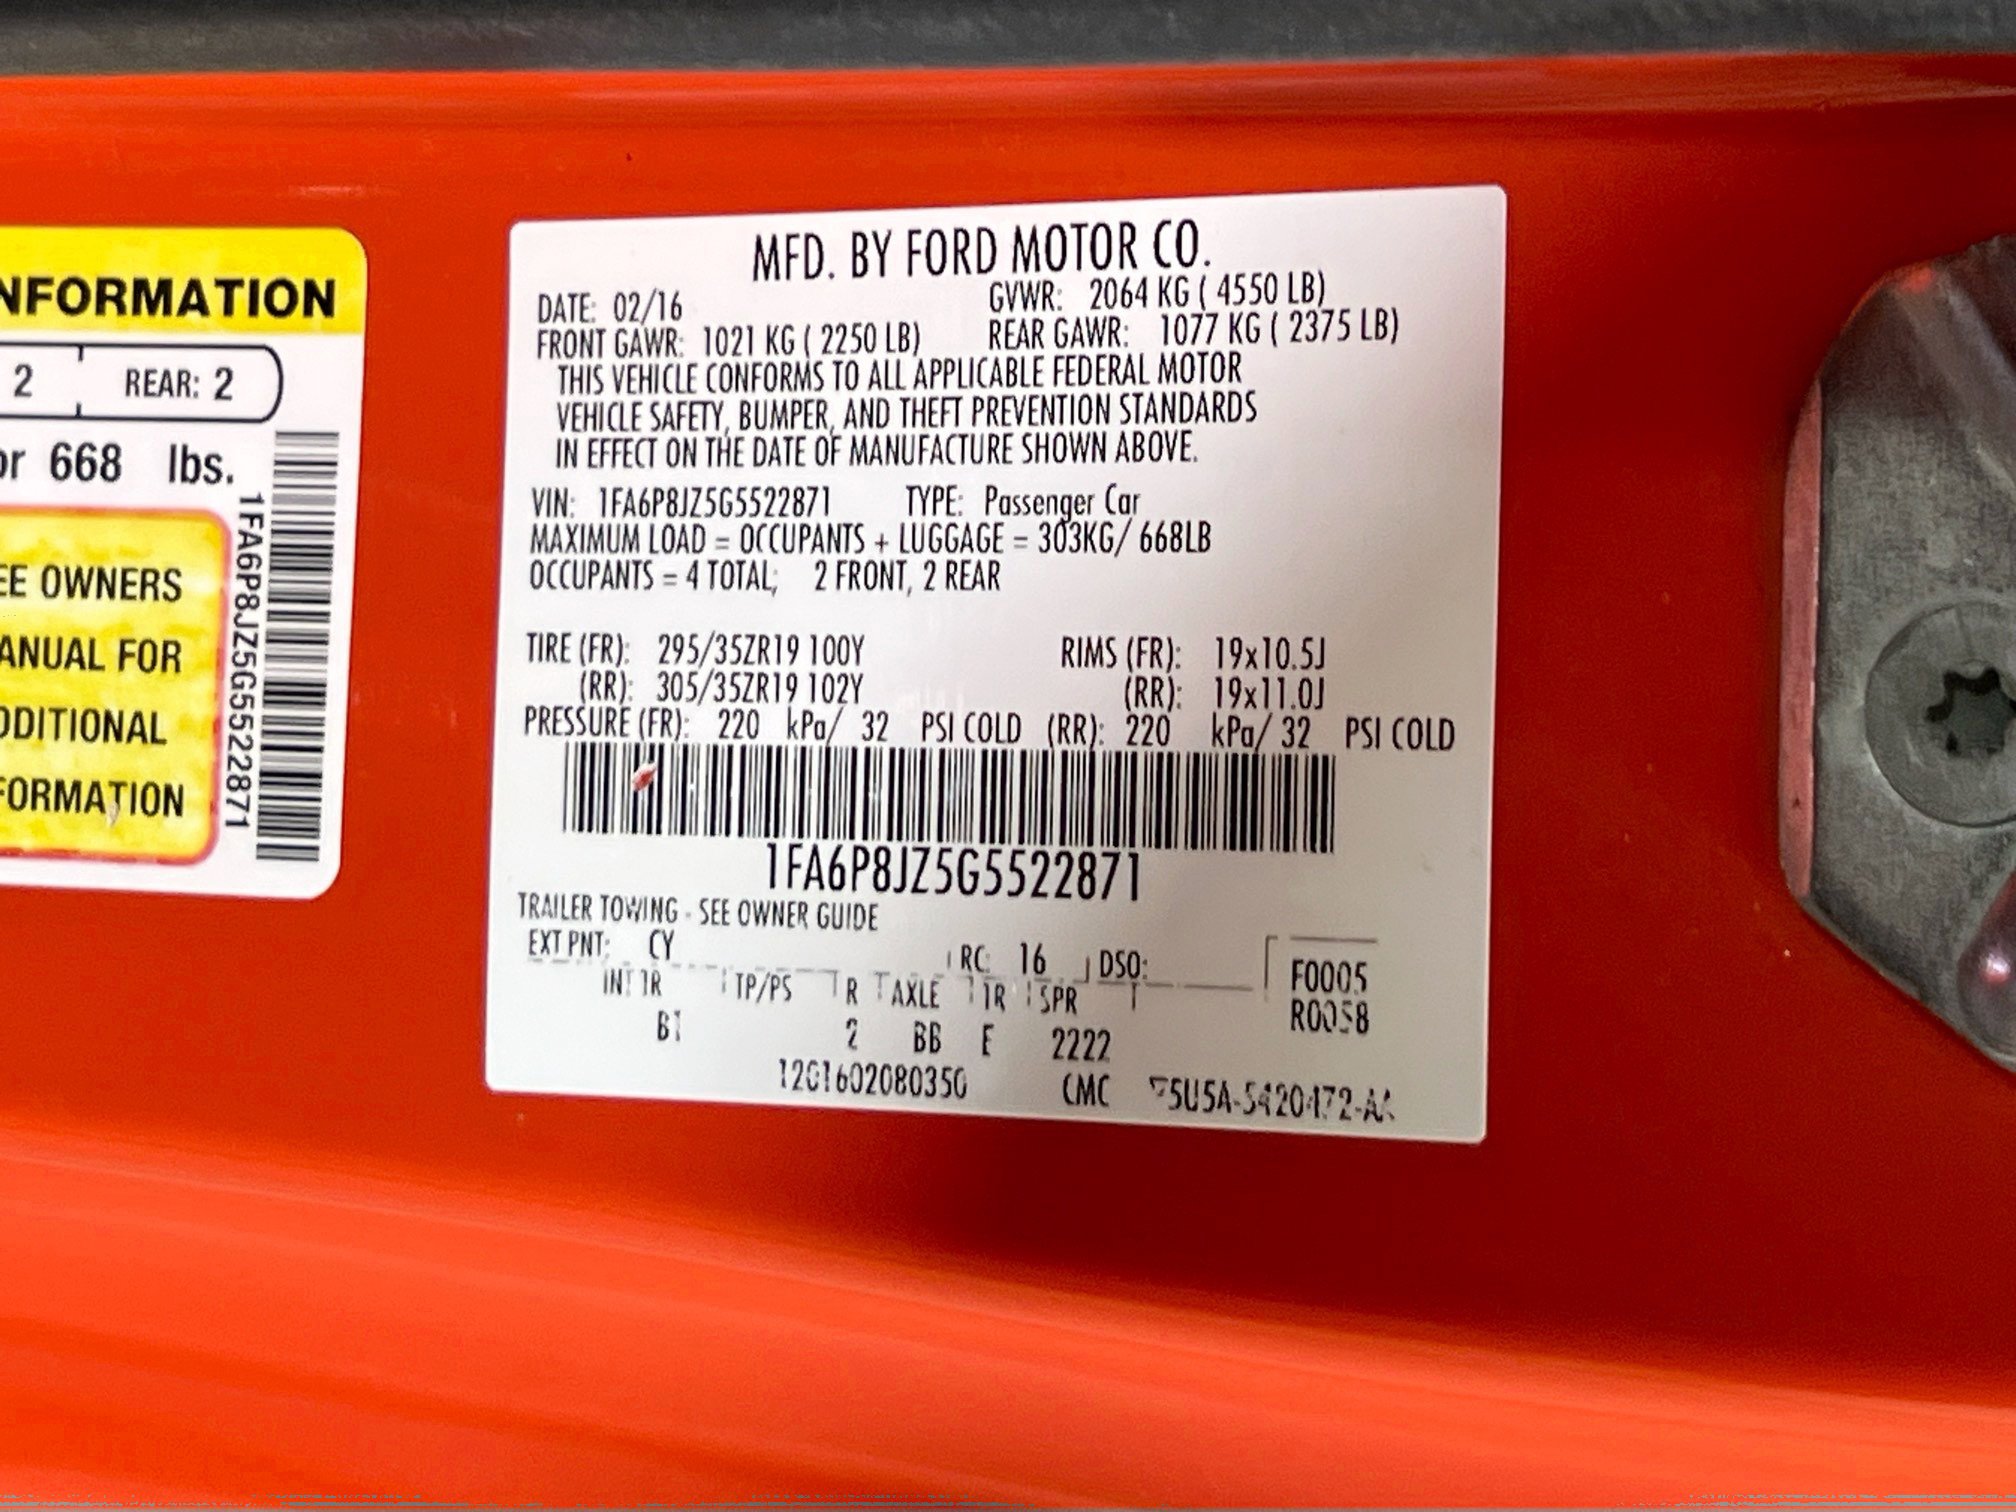 NFORMATION
2 REAR: 2
or 668 lbs.
EE OWNERS
ANUAL FOR
DDITIONAL
FORMATION
1FA6P8JZ5G5522871
MFD. BY FORD MOTOR CO.
DATE: 02/16 GVWR: 2064 KG ( 4550 LB)
FRONT GAWR: 1021 KG ( 2250 LB) REAR GAWR: 1077 KG ( 2375 LB)
THIS VEHICLE CONFORMS TO ALL APPLICABLE FEDERAL MOTOR
VEHICLE SAFETY, BUMPER, AND THEFT PREVENTION STANDARDS
IN EFFECT ON THE DATE OF MANUFACTURE SHOWN ABOVE.
VIN: 1FA6P8JZ5G5522871 TYPE: Passenger Car
MAXIMUM LOAD = OCCUPANTS + LUGGAGE = 303KG/ 668LB
OCCUPANTS = 4 TOTAL; 2 FRONT, 2 REAR
TIRE (FR): 295/35ZR19 100Y RIMS (FR): 19x10.5J
(RR): 305/35ZR19 102Y (RR): 19x11.0J
PRESSURE (FR): 220 kPa/ 32 PSI COLD (RR): 220 kPa/ 32 PSI COLD
1FA6P8JZ5G5522871
TRAILER TOWING - SEE OWNER GUIDE
EXT PNT: CY RC: 16 DSO: F0005
INT TR TP/PS R AXLE TR SPR R0058
2 BB E 2222
CMC